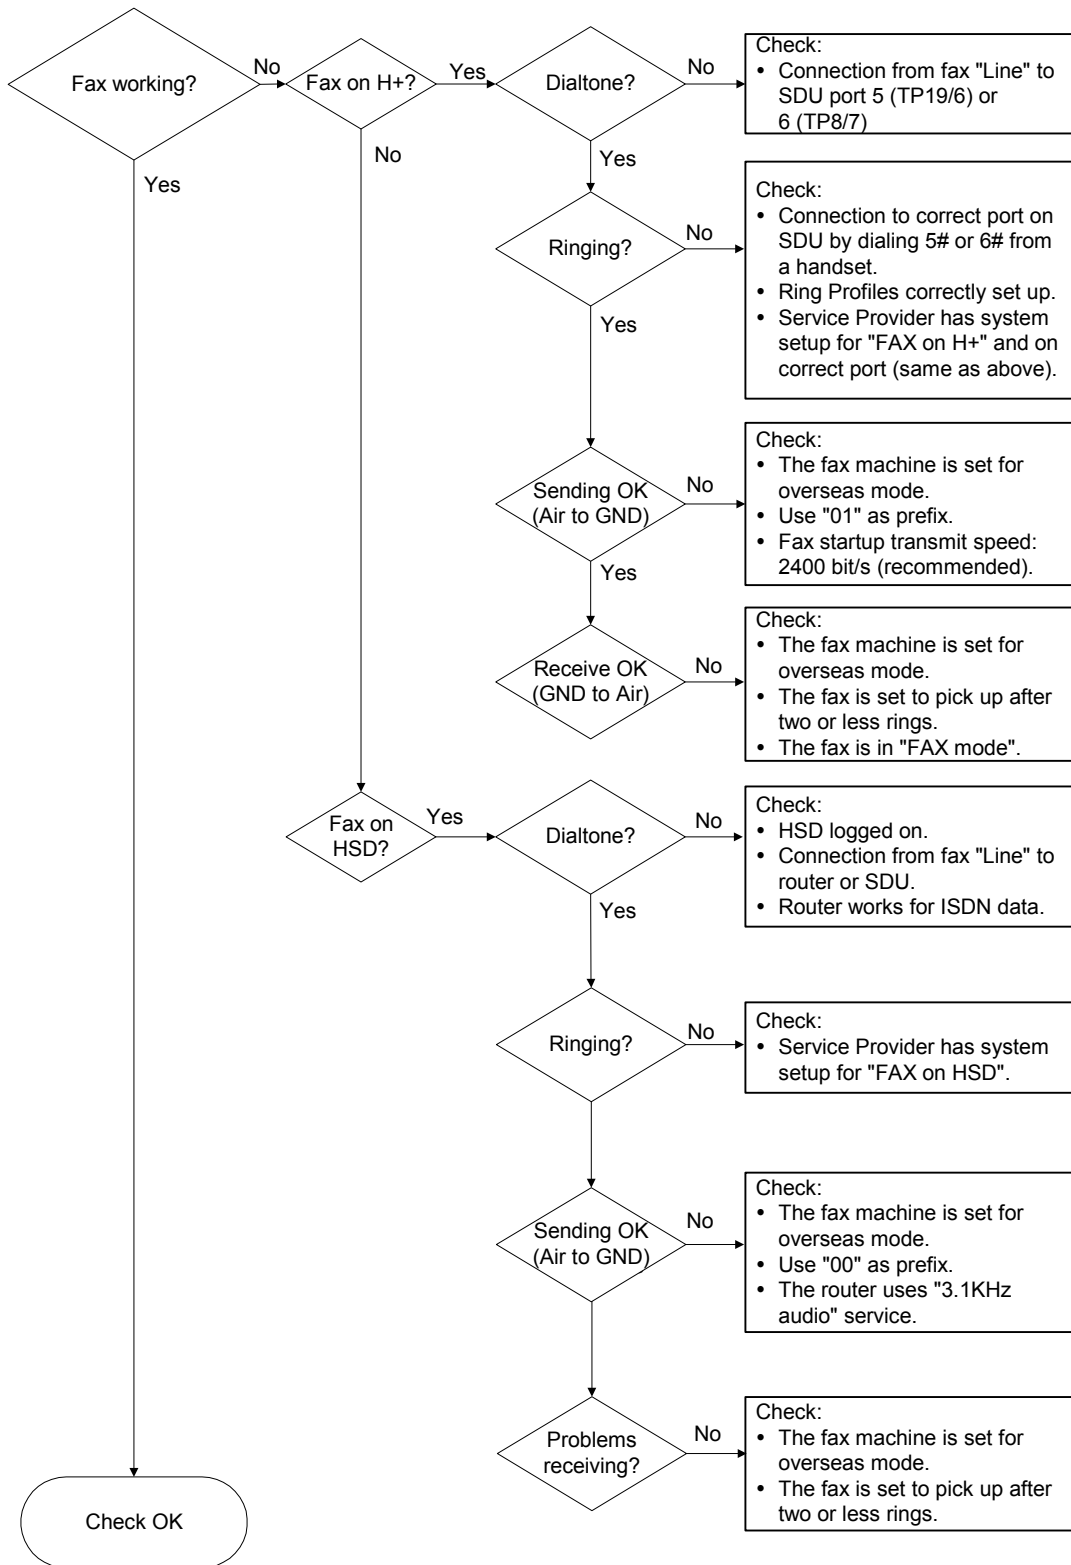 Fax working?
No
Fax on H+?
Yes
Dialtone?
No
Check:
• Connection from fax "Line" to
SDU port 5 (TP19/6) or
6 (TP8/7)
Yes
No
Yes
Ringing?
No
Check:
• Connection to correct port on
SDU by dialing 5# or 6# from
a handset.
• Ring Profiles correctly set up.
• Service Provider has system
setup for "FAX on H+" and on
correct port (same as above).
Yes
Sending OK
(Air to GND)
No
Check:
• The fax machine is set for
overseas mode.
• Use "01" as prefix.
• Fax startup transmit speed:
2400 bit/s (recommended).
Yes
Receive OK
(GND to Air)
No
Check:
• The fax machine is set for
overseas mode.
• The fax is set to pick up after
two or less rings.
• The fax is in "FAX mode".
Fax on
HSD?
Yes
Dialtone?
No
Check:
• HSD logged on.
• Connection from fax "Line" to
router or SDU.
• Router works for ISDN data.
Yes
Ringing?
No
Check:
• Service Provider has system
setup for "FAX on HSD".
Sending OK
(Air to GND)
No
Check:
• The fax machine is set for
overseas mode.
• Use "00" as prefix.
• The router uses "3.1KHz
audio" service.
Problems
receiving?
No
Check:
• The fax machine is set for
overseas mode.
• The fax is set to pick up after
two or less rings.
Check OK